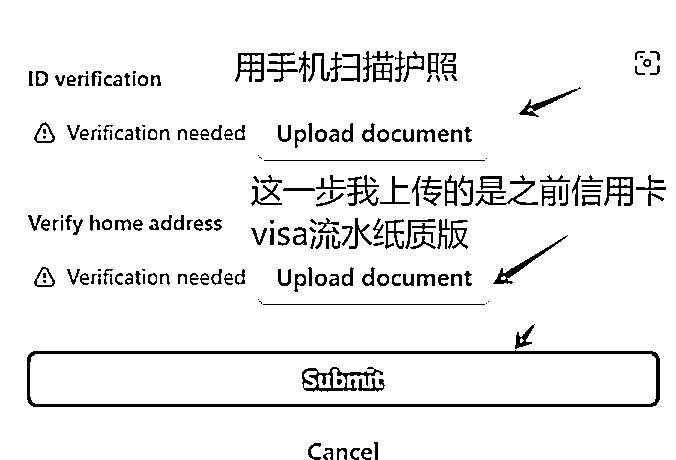 用手机扫描护照
ID verification
Verification needed
Upload document
这一步我上传的是之前信用卡
visa流水纸质版
Verify home address
Verification needed
Upload document
Submit
Cancel